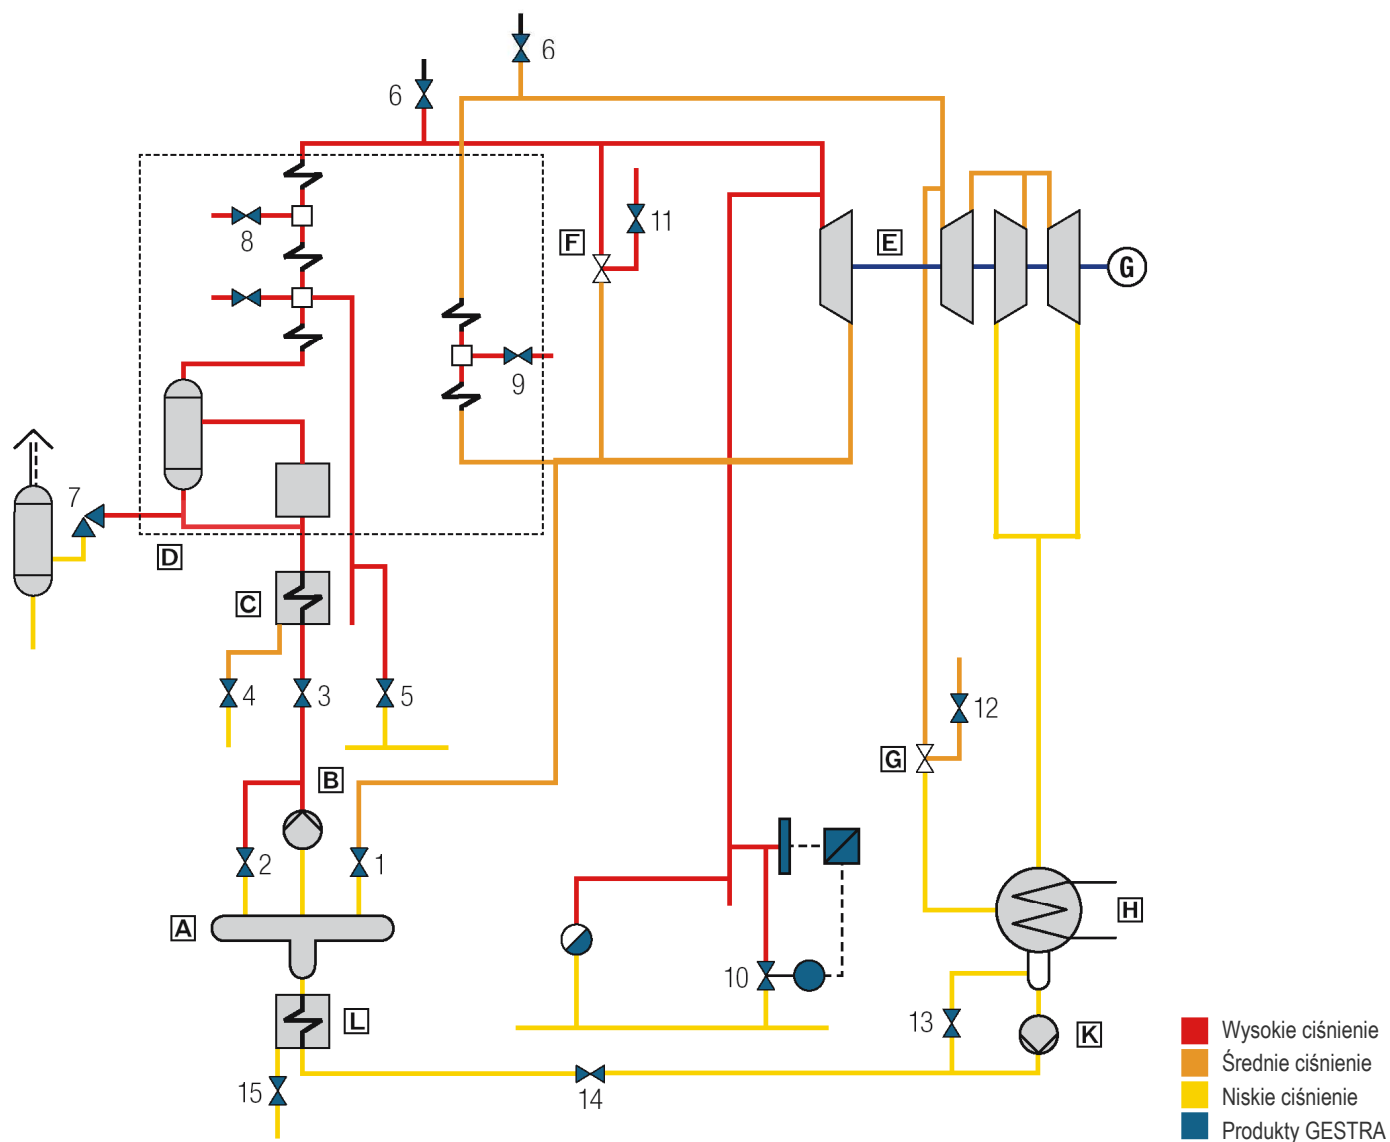 6
6
8
11
F
E
G
9
7
D
C
4
3
5
12
G
B
2
1
A
H
10
L
13
K
15
14
Wysokie ciśnienie
Średnie ciśnienie
Niskie ciśnienie
Produkty GESTRA